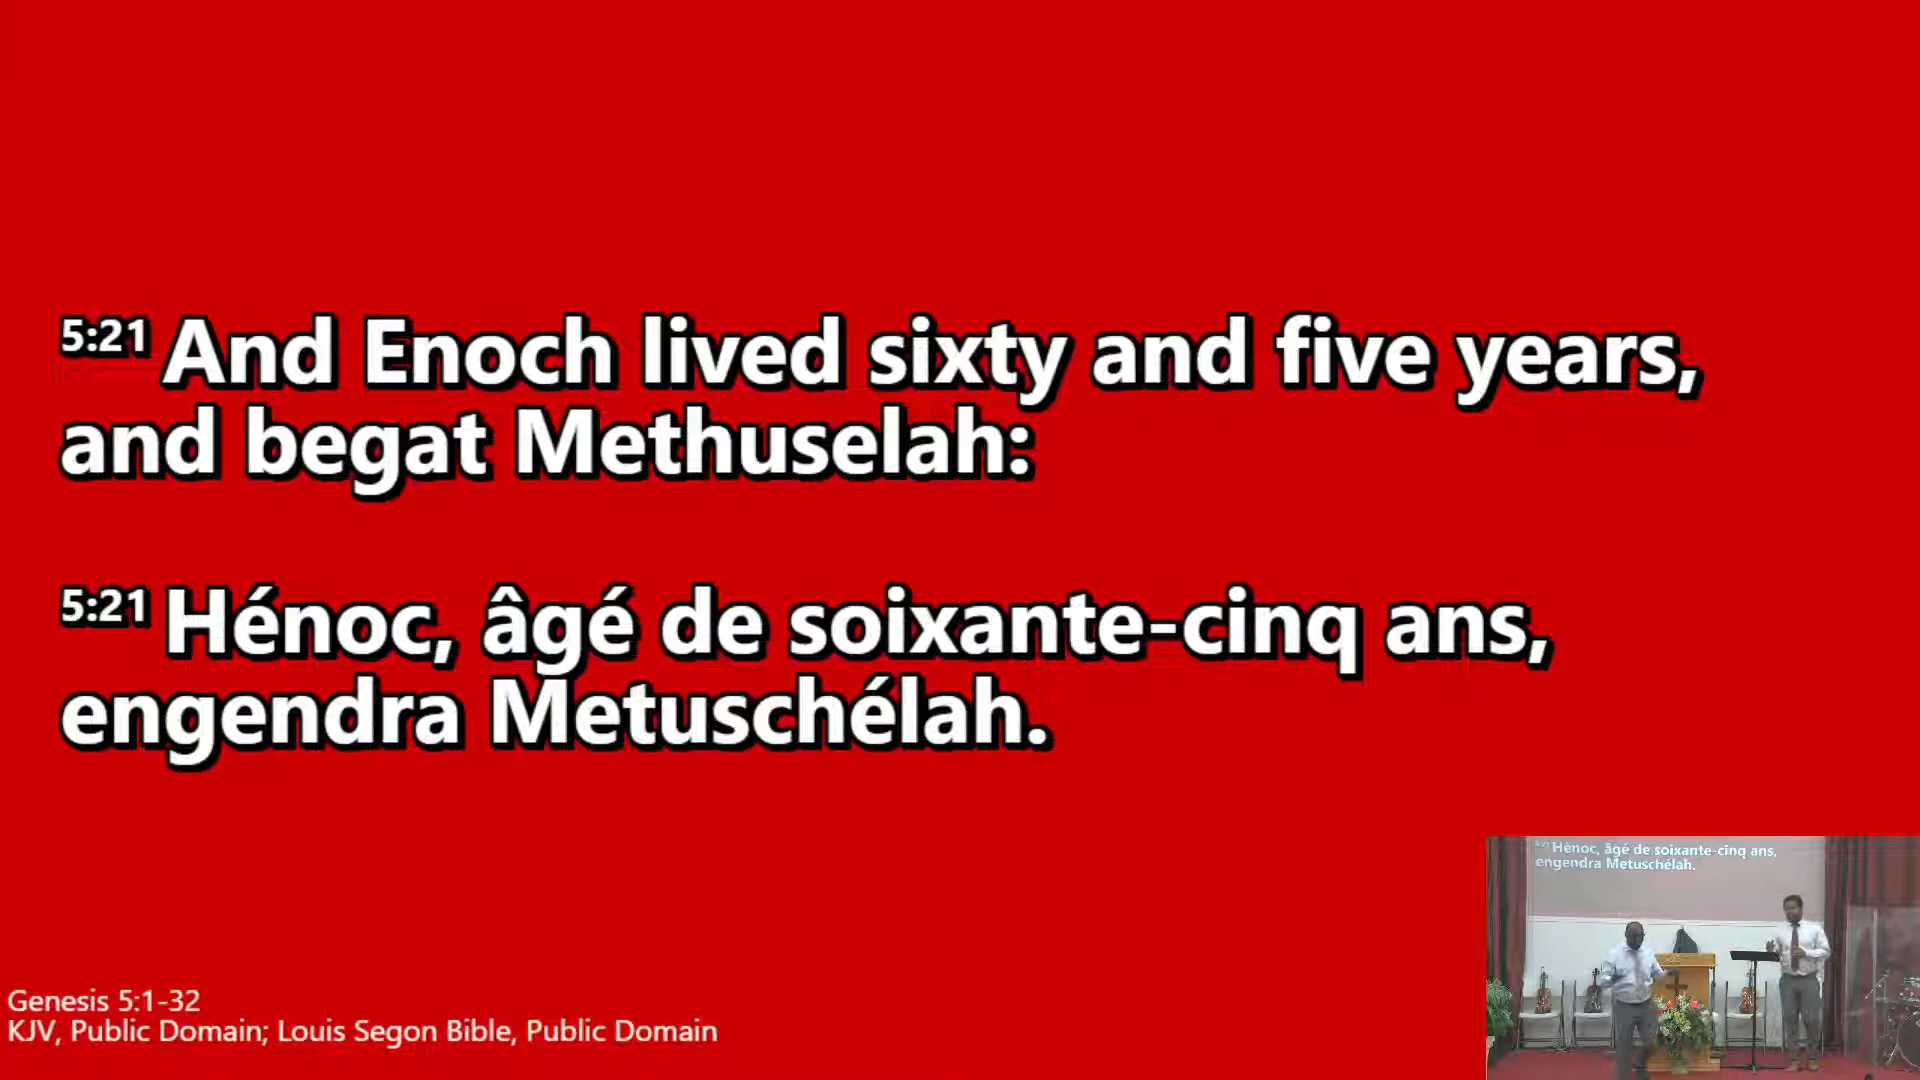 5:21 And Enoch lived sixty and five years,
and begat Methuselah:
5:21 Hénoc, âgé de soixante-cinq ans,
engendra Metuschélah.
Genesis 5:1-32
KJV, Public Domain; Louis Segon Bible, Public Domain
5:21 Hénoc, âgé de soixante-cinq ans,
engendra Metuschélah.